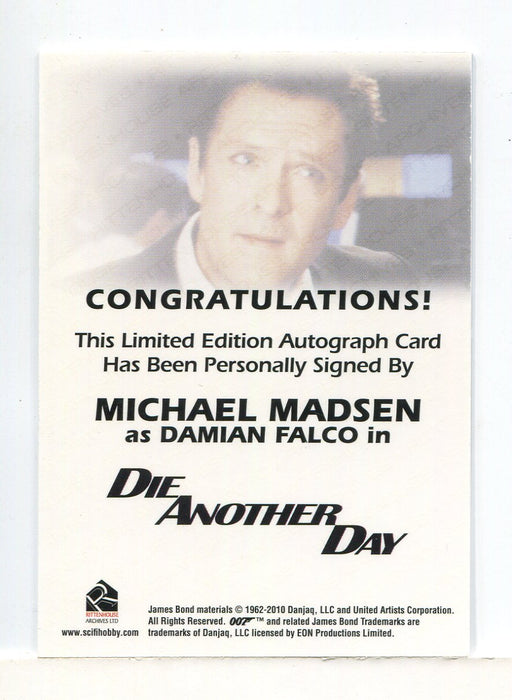 CONGRATULATIONS!
This Limited Edition Autograph Card
Has Been Personally Signed By
MICHAEL MADSEN
as DAMIAN FALCO in
DIE
ANOTHER
DAY
RITTENHOUSE
ARCHIVES LTD
www.scifihobby.com
James Bond materials © 1962-2010 Danjaq, LLC and United Artists Corporation.
All Rights Reserved. 007™ and related James Bond Trademarks are
trademarks of Danjaq, LLC licensed by EON Productions Limited.